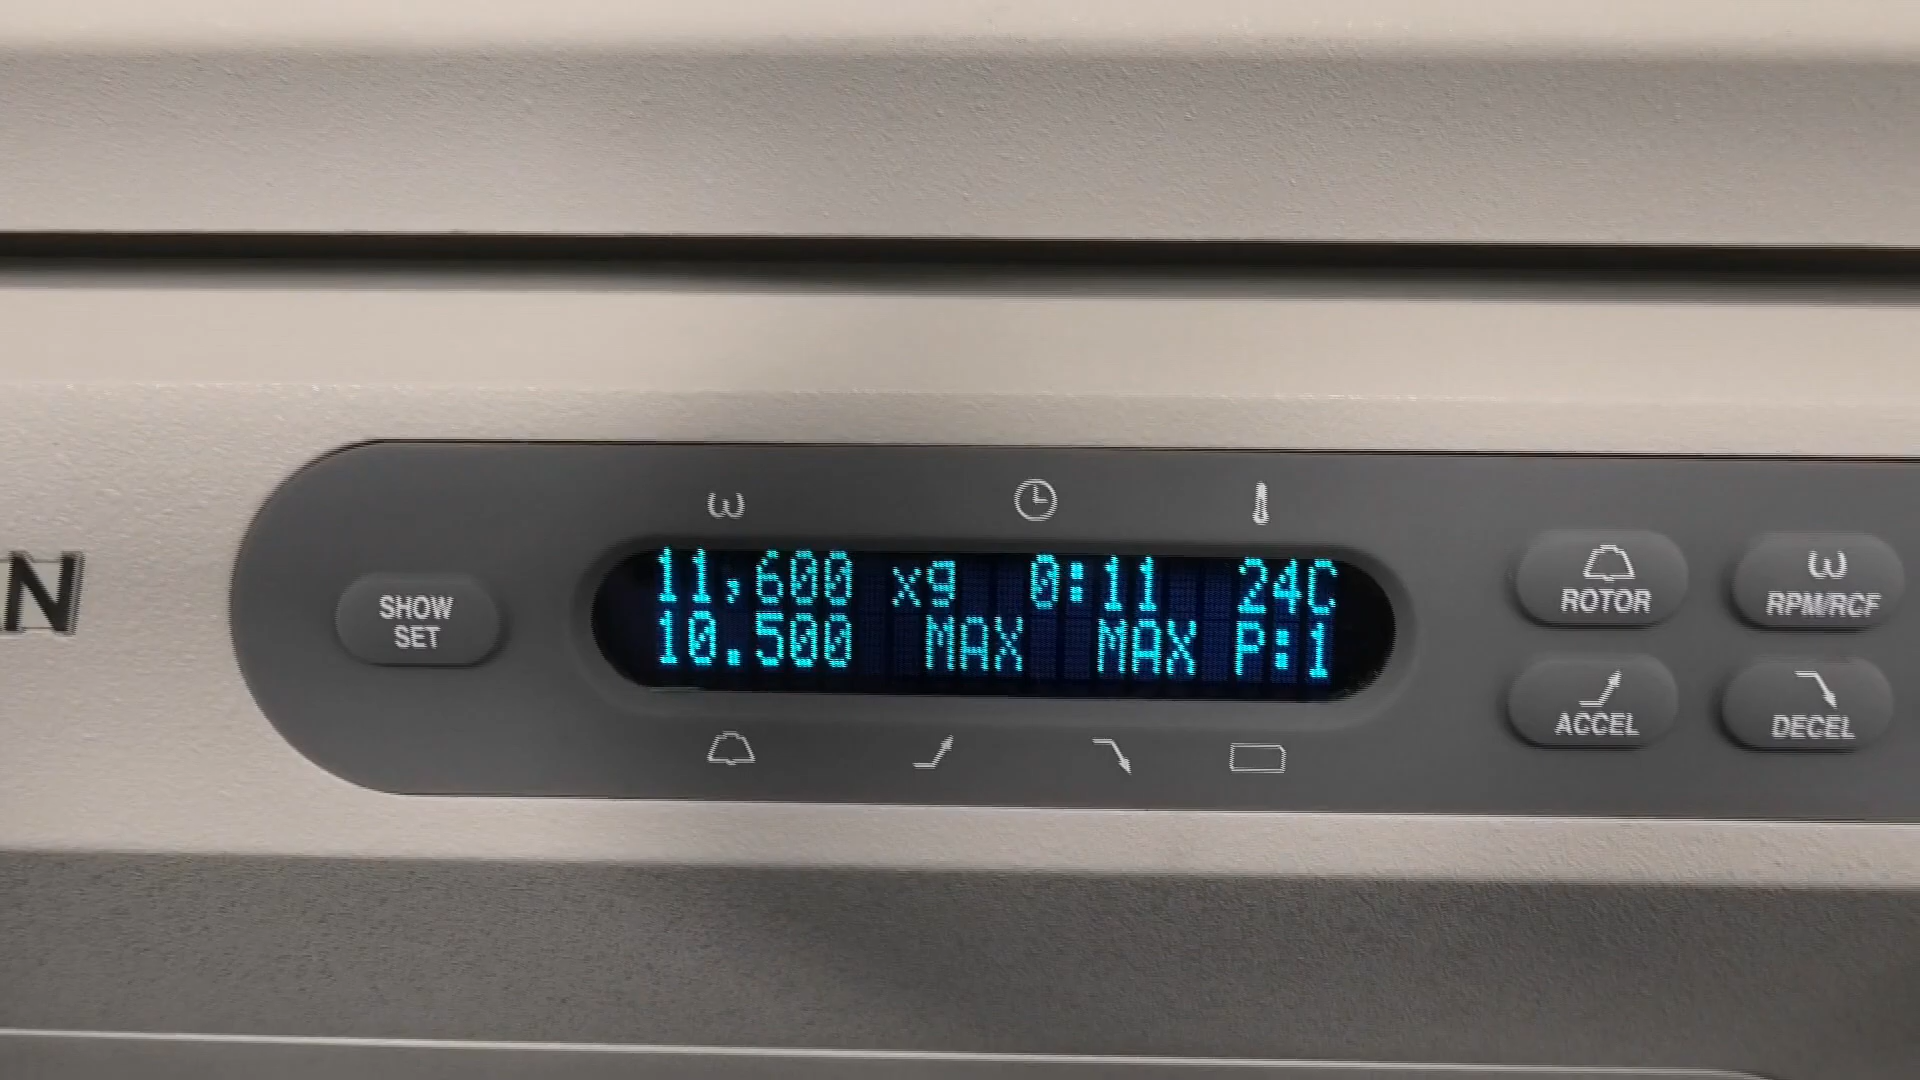 N
SHOW
SET
ω
11,600 xg 0:11 24C
10.500 MAX MAX P:1
ROTOR
ω
RPM/RCF
ACCEL
DECEL